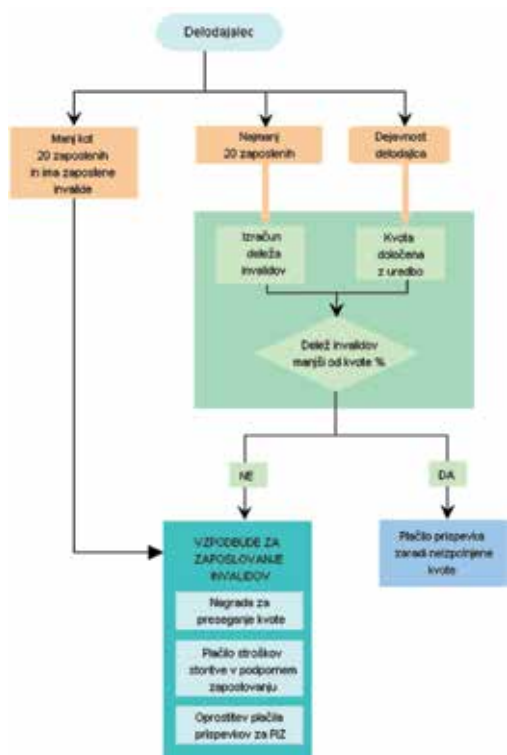 Delodajalec
Manj kot
20 zaposlenih
in ima zaposlene
invalide
Najmanj
20 zaposlenih
Dejavnost
delodajlca
Izračun
deleža
invalidov
Kvota
določena
z uredbo
Delež invalidov
manjši od kvote %
NE
DA
VZPODBUDE ZA
ZAPOSLOVANJE
INVALIDOV
Nagrada za
preseganje kvote
Plačilo stroškov
storitve v podpornem
zaposlovanju
Oprostitev plačila
prispevkov za PIZ
Plačilo prispevka
zaradi neizpolnjene
kvote